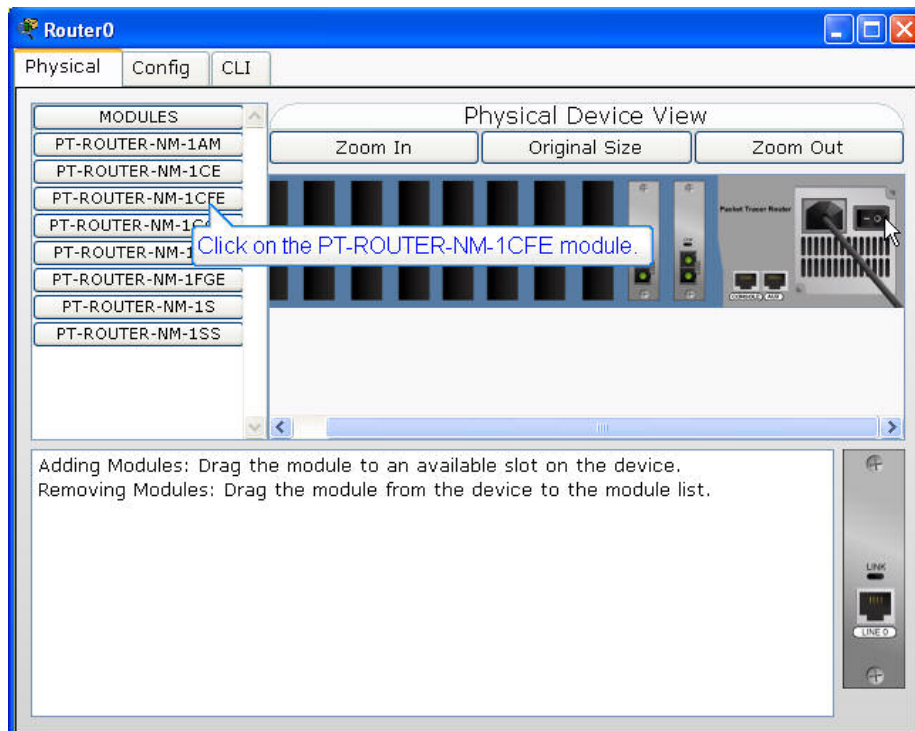 Router0
Physical Config CLI
MODULES
PT-ROUTER-NM-1AM
PT-ROUTER-NM-1CE
PT-ROUTER-NM-1CFE
PT-ROUTER-NM-1FGE
PT-ROUTER-NM-1S
PT-ROUTER-NM-1SS
Physical Device View
Zoom In Original Size Zoom Out
Packet Tracer Router
CONSOLE AUX
Click on the PT-ROUTER-NM-1CFE module.
Adding Modules: Drag the module to an available slot on the device.
Removing Modules: Drag the module from the device to the module list.
LINK
LINE 0